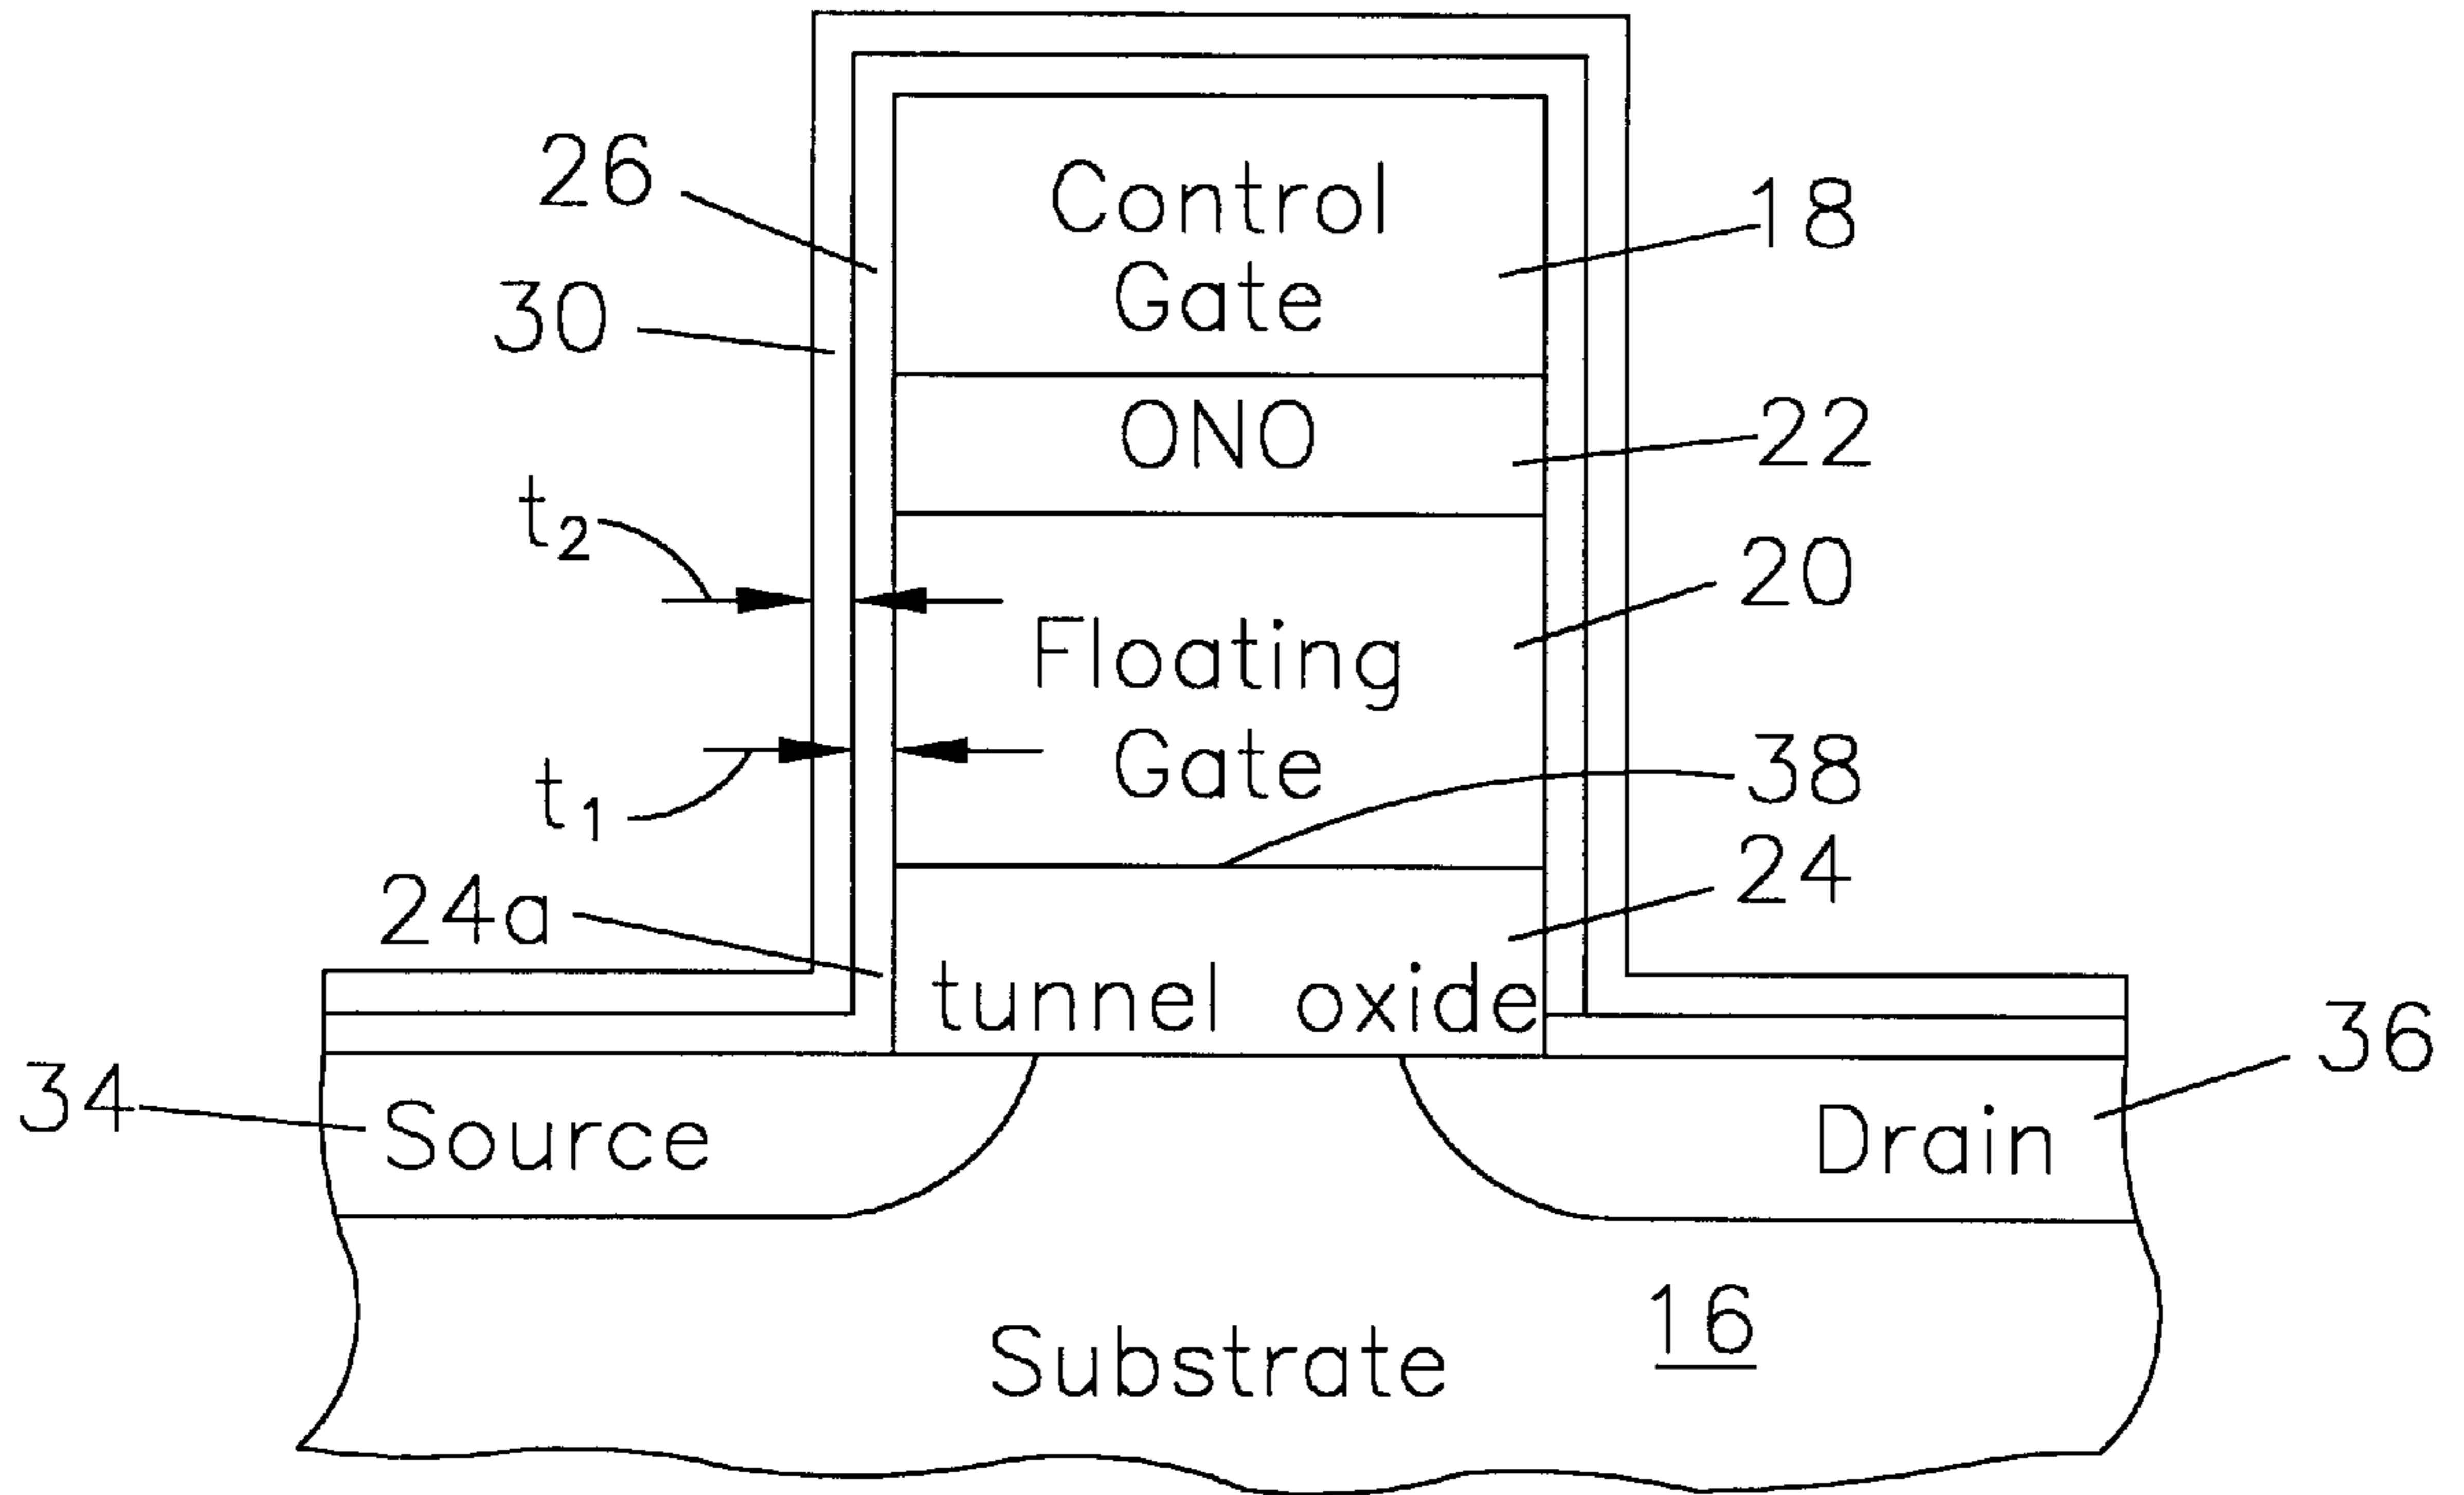 26
Control
Gate
18
30
ONO
22
t2
20
Floating
Gate
t1
38
24
24a
tunnel oxide
36
34
Source
Drain
16
Substrate